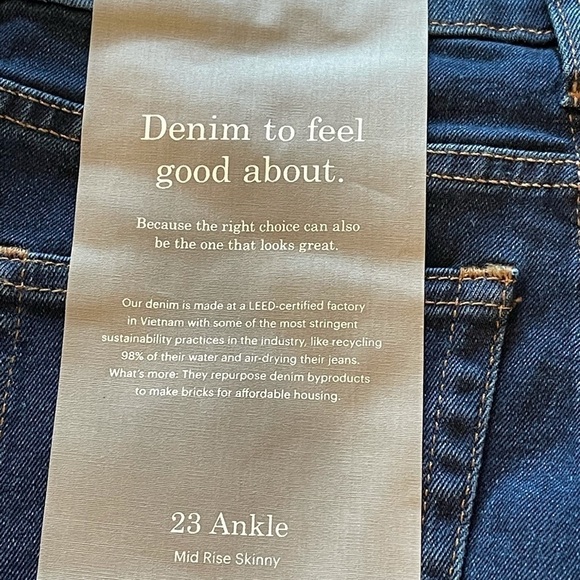 Denim to feel
good about.
Because the right choice can also
be the one that looks great.
Our denim is made at a LEED-certified factory
in Vietnam with some of the most stringent
sustainability practices in the industry, like recycling
98% of their water and air-drying their jeans.
What's more: They repurpose denim byproducts
to make bricks for affordable housing.
23 Ankle
Mid Rise Skinny